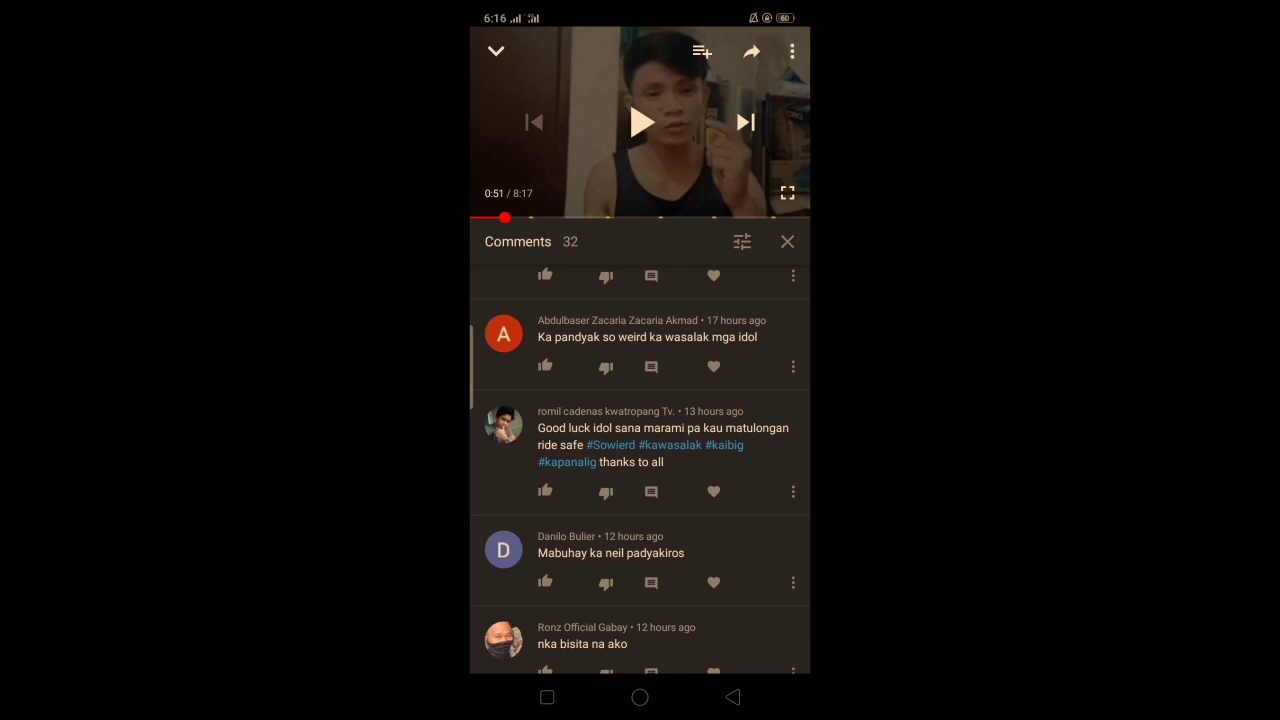 6:16
60
0:51 / 8:17
Comments 32
A
Abdulbaser Zacaria Zacaria Akmad • 17 hours ago
Ka pandyak so weird ka wasalak mga idol
romil cadenas kwatropang Tv. • 13 hours ago
Good luck idol sana marami pa kau matulongan
ride safe #Sowierd #kawasalak #kaibig
#kapanalig thanks to all
D
Danilo Bulier • 12 hours ago
Mabuhay ka neil padyakiros
Ronz Official Gabay • 12 hours ago
nka bisita na ako